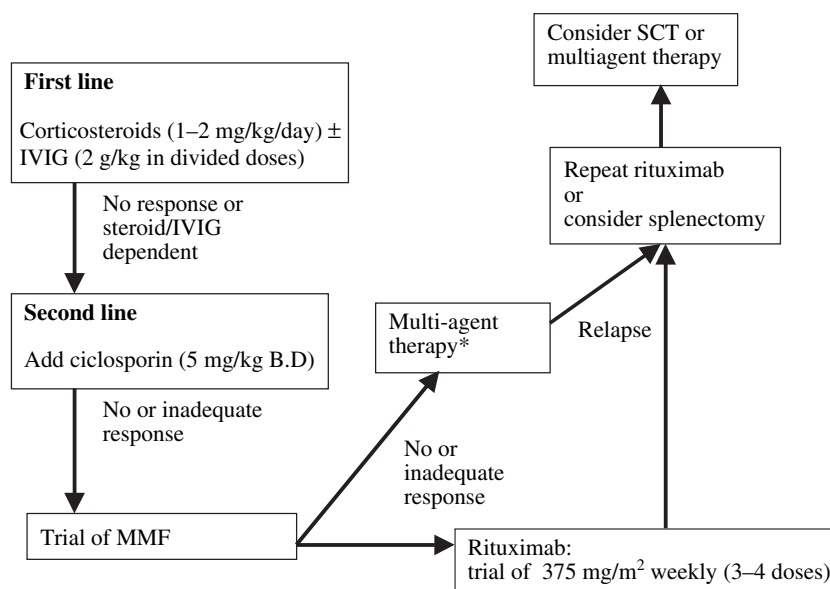 First line
Corticosteroids (1–2 mg/kg/day) ±
IVIG (2 g/kg in divided doses)
No response or
steroid/IVIG
dependent
Second line
Add ciclosporin (5 mg/kg B.D)
No or inadequate
response
Trial of MMF
No or
inadequate
response
Multi-agent
therapy*
Rituximab:
trial of 375 mg/m² weekly (3–4 doses)
Relapse
Repeat rituximab
or
consider splenectomy
Consider SCT or
multiagent therapy